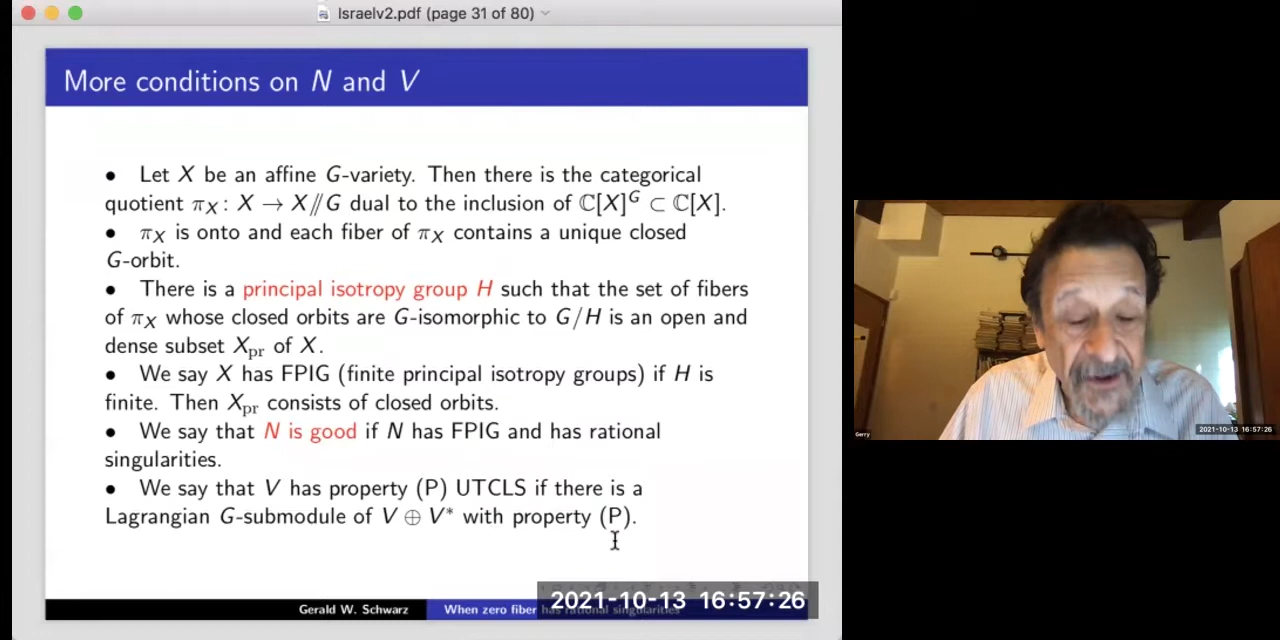 Israelv2.pdf (page 31 of 80)
More conditions on N and V
• Let X be an affine G-variety. Then there is the categorical
quotient π_X : X → X//G dual to the inclusion of ℂ[X]^G ⊂ ℂ[X].
• π_X is onto and each fiber of π_X contains a unique closed
G-orbit.
• There is a principal isotropy group H such that the set of fibers
of π_X whose closed orbits are G-isomorphic to G/H is an open and
dense subset X_pr of X.
• We say X has FPIG (finite principal isotropy groups) if H is
finite. Then X_pr consists of closed orbits.
• We say that N is good if N has FPIG and has rational
singularities.
• We say that V has property (P) UTCLS if there is a
Lagrangian G-submodule of V ⊕ V* with property (P).
Gerald W. Schwarz
When zero fiber has rational singularities
2021-10-13 16:57:26
Gerry
2021-10-13 16:57:26